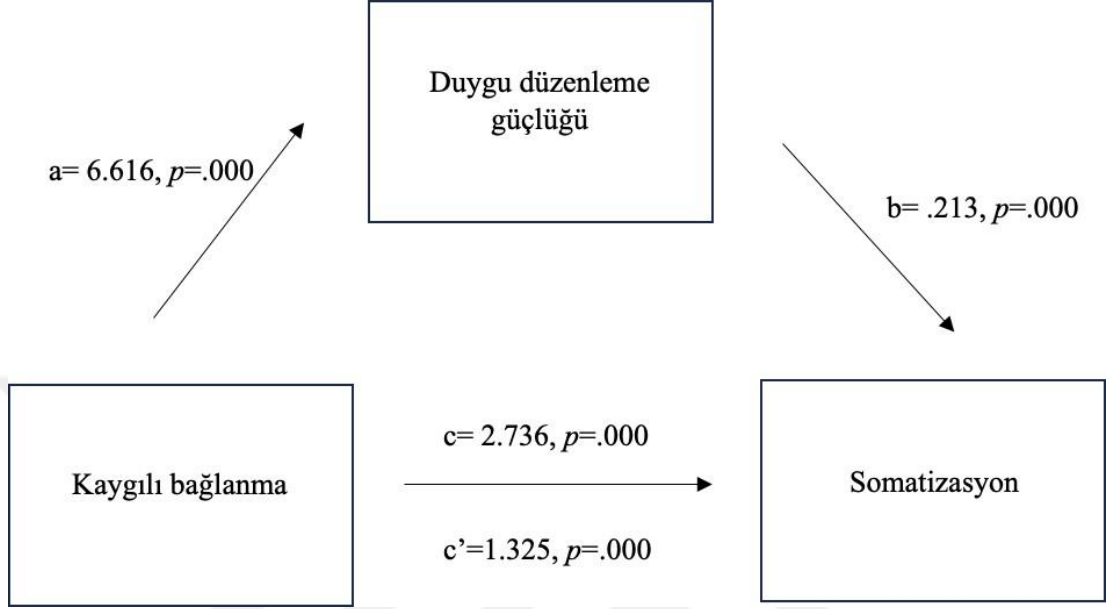 Duygu düzenleme
güçlüğü
a= 6.616, p=.000
b= .213, p=.000
c= 2.736, p=.000
Kaygılı bağlanma
Somatizasyon
c’=1.325, p=.000